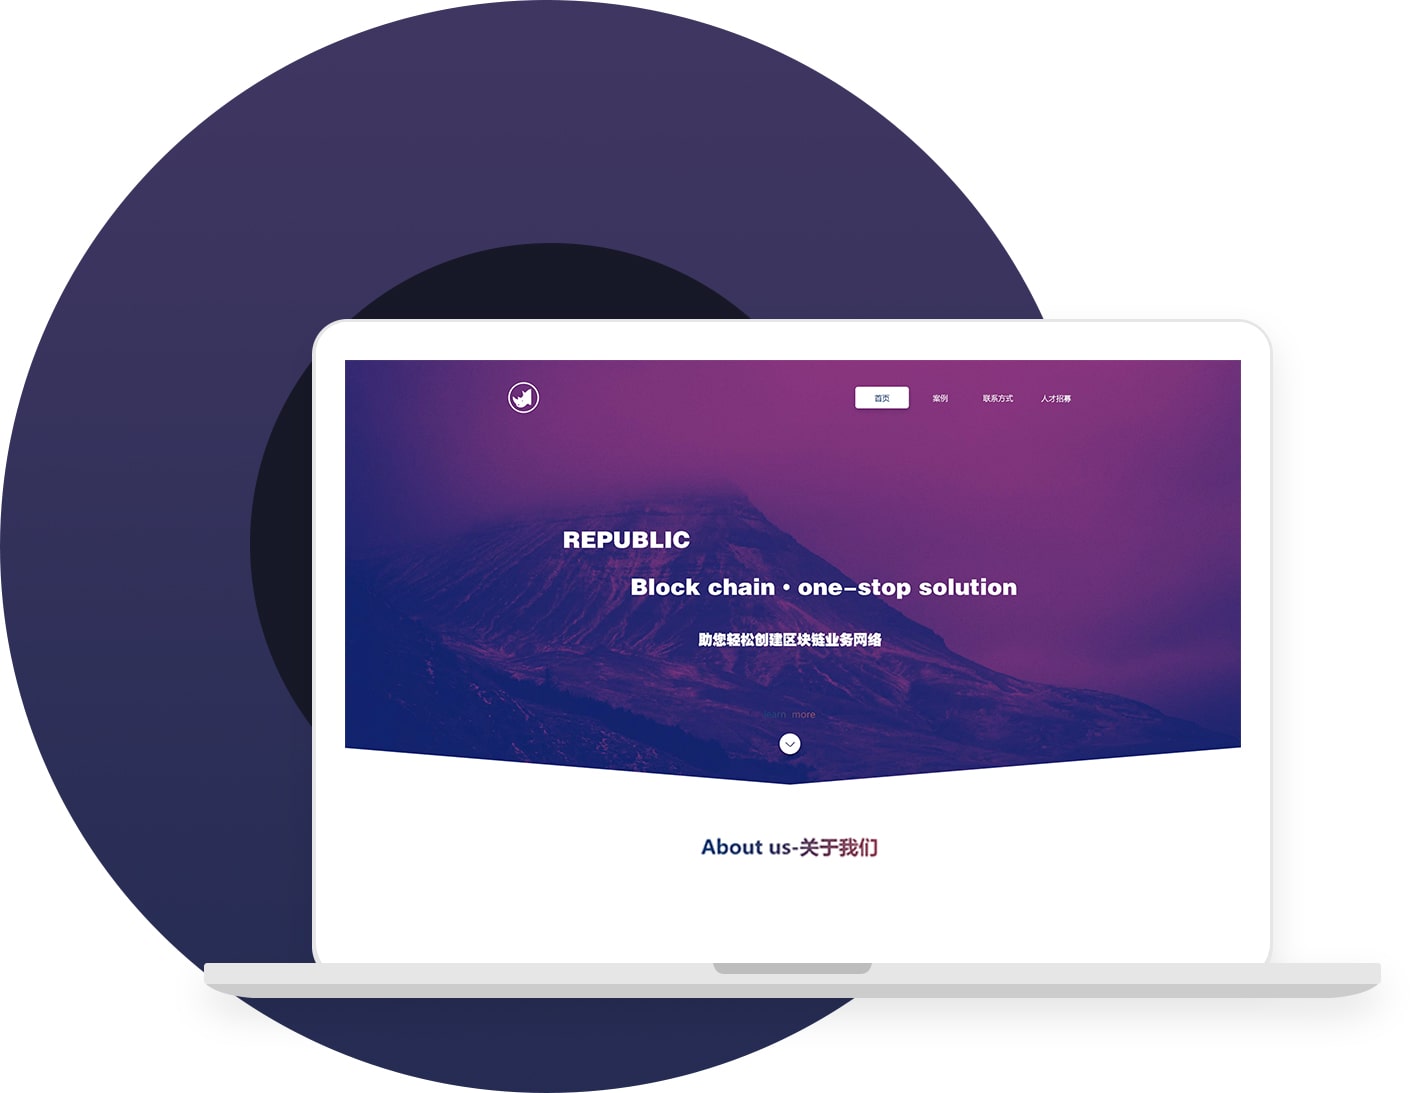 首页 案例 联系方式 人才招募
REPUBLIC
Block chain · one-stop solution
助您轻松创建区块链业务网络
learn more
About us-关于我们